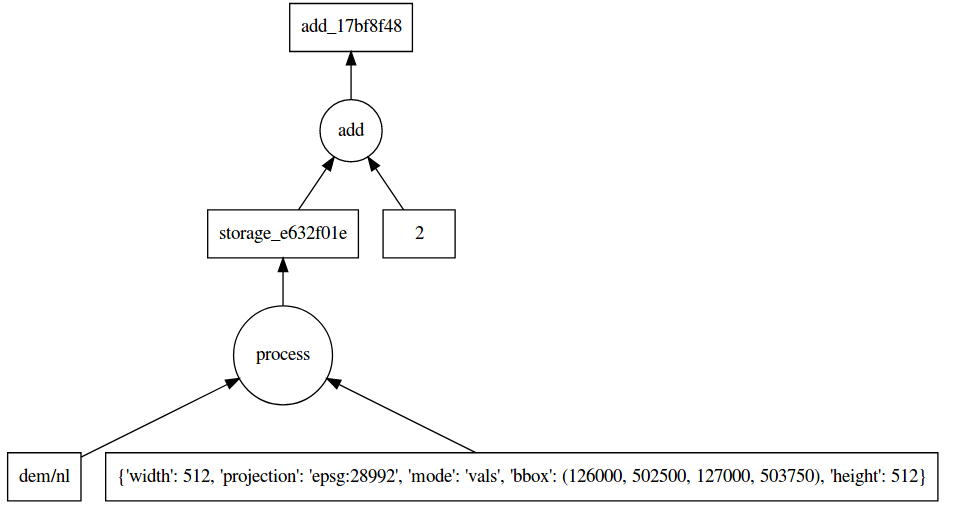 add_17bf8f48
add
storage_e632f01e
2
process
dem/nl
{'width': 512, 'projection': 'epsg:28992', 'mode': 'vals', 'bbox': (126000, 502500, 127000, 503750), 'height': 512}